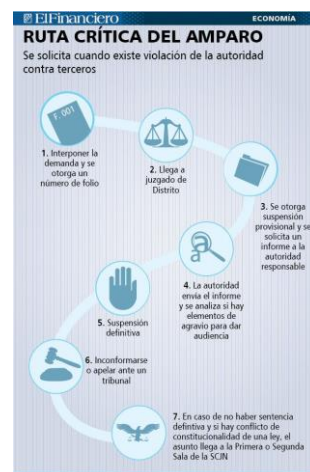 El Financiero
ECONOMÍA
RUTA CRÍTICA DEL AMPARO
Se solicita cuando existe violación de la autoridad
contra terceros
F. 001
1. Interponer la
demanda y se
otorga un
número de folio
2. Llega a
juzgado de
Distrito
3. Se otorga
suspensión
provisional y se
solicita un
informe a la
autoridad
responsable
a
a
4. La autoridad
envía el informe
y se analiza si hay
elementos de
agravio para dar
audiencia
5. Suspensión
definitiva
6. Inconformarse
o apelar ante un
tribunal
7. En caso de no haber sentencia
defintiva y si hay conflicto de
constitucionalidad de una ley, el
asunto llega a la Primera o Segunda
Sala de la SCJN